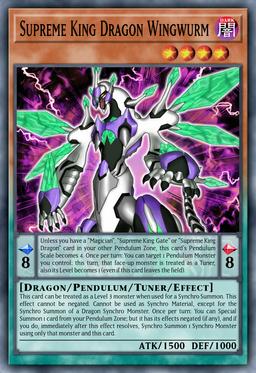 SUPREME KING DRAGON WINGWURM
DARK
闇
Unless you have a "Magician", "Supreme King Gate" or "Supreme King
Dragon" card in your other Pendulum Zone, this card's Pendulum
Scale becomes 4. Once per turn: You can target 1 Pendulum Monster
you control; this turn, that face-up monster is treated as a Tuner,
also its Level becomes 1 (even if this card leaves the field).
8
8
[DRAGON/PENDULUM/TUNER/EFFECT]
This card can be treated as a Level 3 monster when used for a Synchro Summon. This
effect cannot be negated. Cannot be used as Synchro Material, except for the
Synchro Summon of a Dragon Synchro Monster. Once per turn: You can Special
Summon 1 card from your Pendulum Zone; but it has its effects negated (if any), and if
you do, immediately after this effect resolves, Synchro Summon 1 Synchro Monster
using only that monster and this card.
ATK/1500 DEF/1000